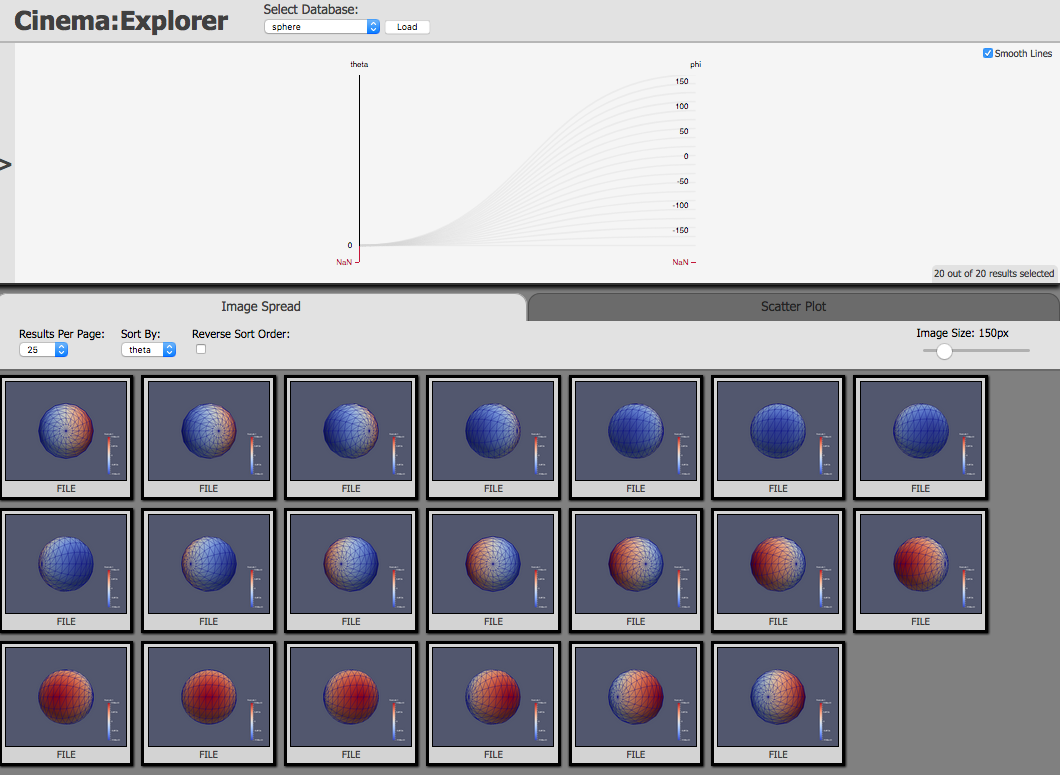 Cinema:Explorer
Select Database:
sphere
Load
Smooth Lines
theta
phi
150
100
50
0
-50
-100
-150
0
NaN
NaN
20 out of 20 results selected
Image Spread
Scatter Plot
Results Per Page:
Sort By:
Reverse Sort Order:
25
theta
Image Size: 150px
FILE FILE FILE FILE FILE FILE FILE
FILE FILE FILE FILE FILE FILE FILE
FILE FILE FILE FILE FILE FILE